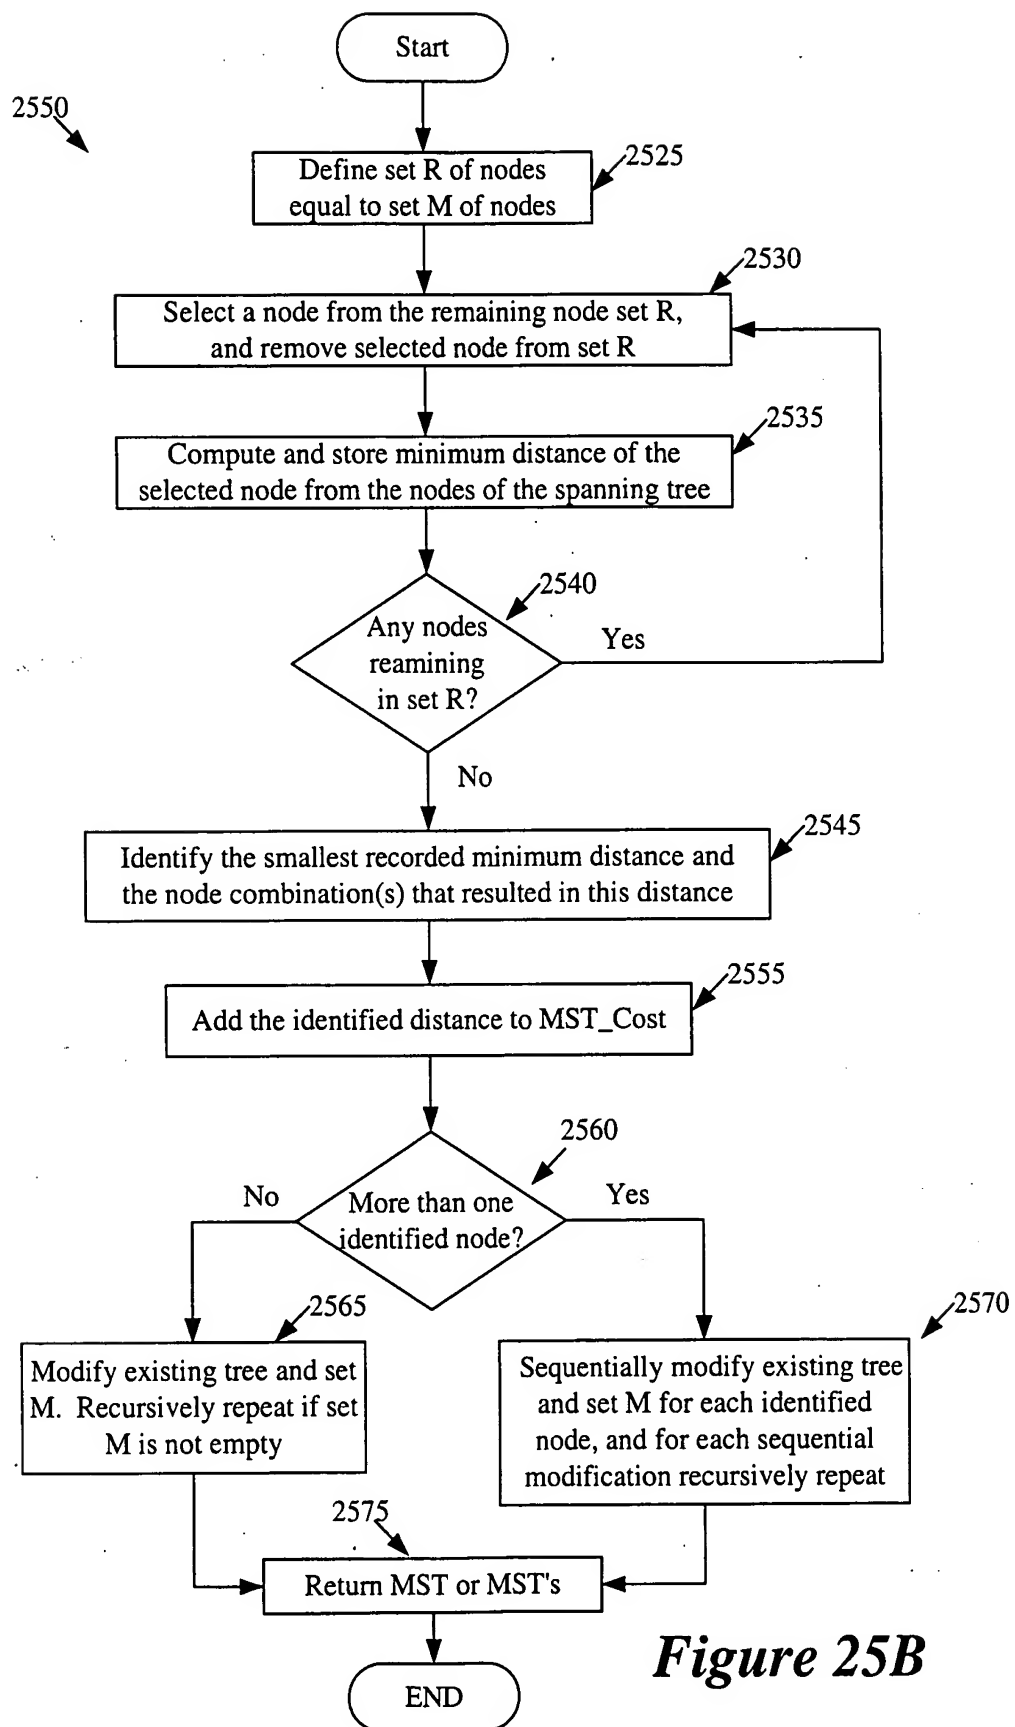 Start
2550
2525
Define set R of nodes
equal to set M of nodes
2530
Select a node from the remaining node set R,
and remove selected node from set R
2535
Compute and store minimum distance of the
selected node from the nodes of the spanning tree
2540
Any nodes
reamining
in set R?
Yes
No
2545
Identify the smallest recorded minimum distance and
the node combination(s) that resulted in this distance
2555
Add the identified distance to MST_Cost
2560
No
More than one
identified node?
Yes
2565
Modify existing tree and set
M. Recursively repeat if set
M is not empty
2570
Sequentially modify existing tree
and set M for each identified
node, and for each sequential
modification recursively repeat
2575
Return MST or MST's
END
Figure 25B